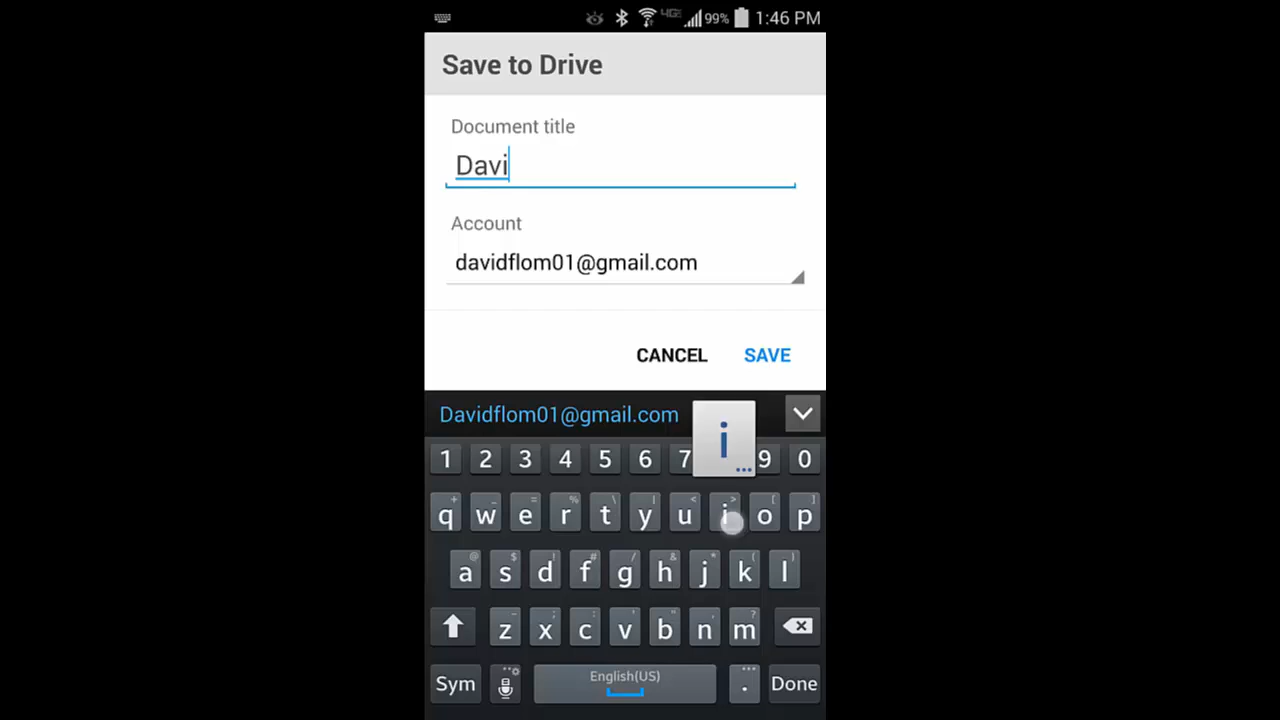 4G 99% 1:46 PM
Save to Drive
Document title
Davi
Account
davidflom01@gmail.com
CANCEL SAVE
Davidflom01@gmail.com
i ...
1 2 3 4 5 6 7 9 0
q w e r t y u i o p
a s d f g h j k l
z x c v b n m
Sym English(US) . Done